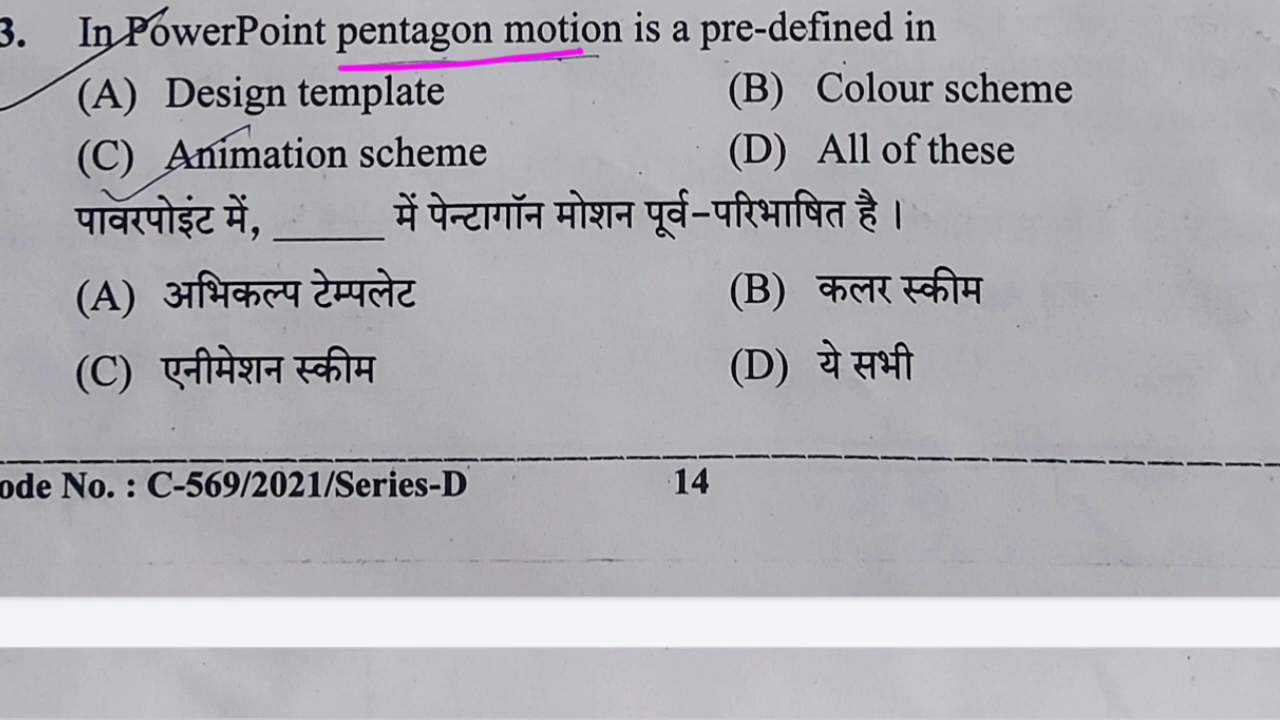 3. In PowerPoint pentagon motion is a pre-defined in
(A) Design template (B) Colour scheme
(C) Animation scheme (D) All of these
पावरपोइंट में, ______ में पेन्टागॉन मोशन पूर्व-परिभाषित है ।
(A) अभिकल्प टेम्पलेट (B) कलर स्कीम
(C) एनीमेशन स्कीम (D) ये सभी
ode No. : C-569/2021/Series-D 14